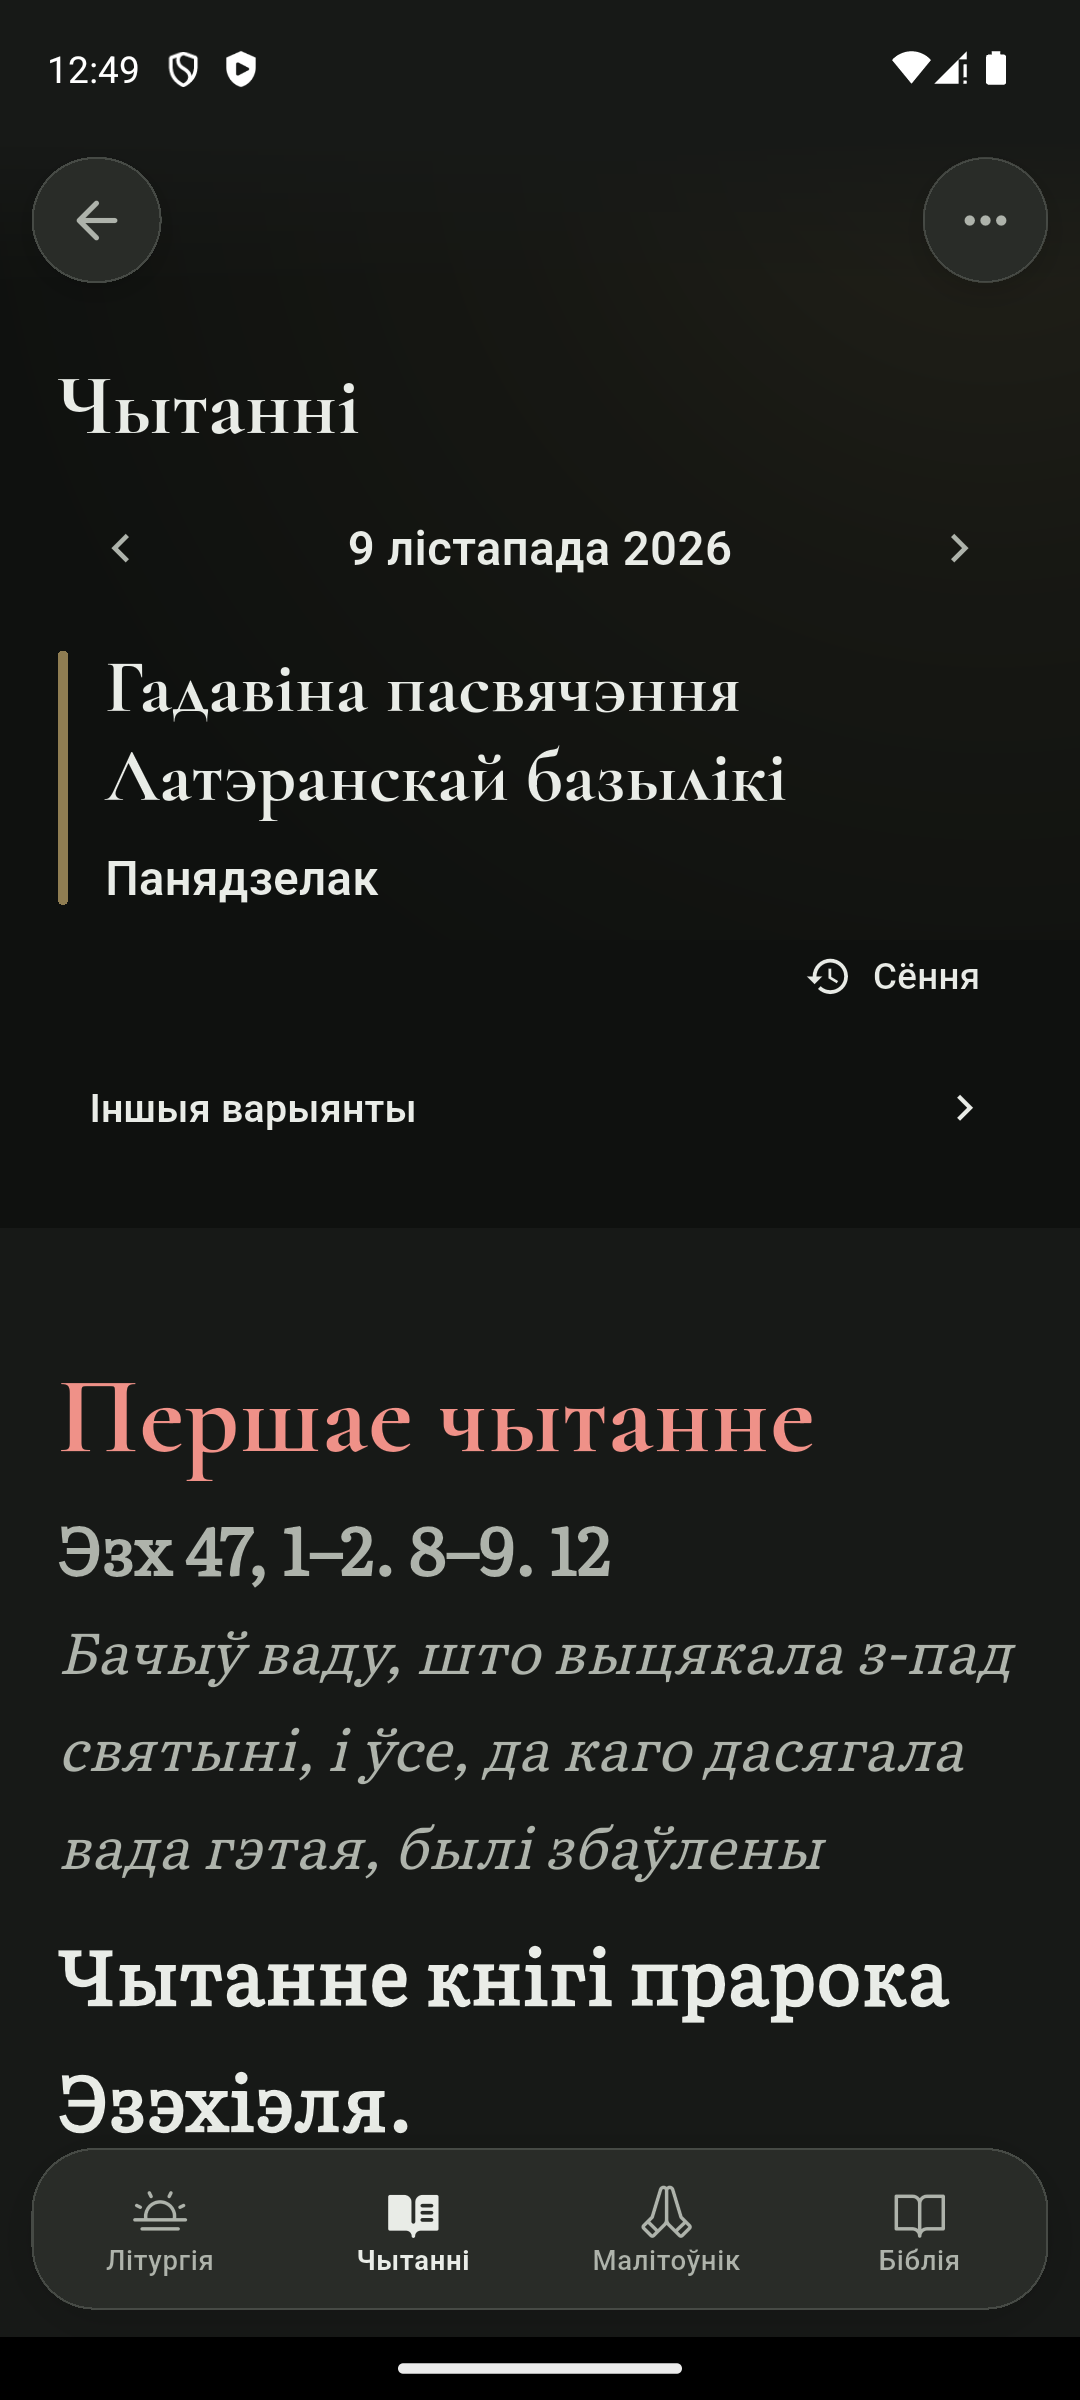 12:49
Чытанні
9 лістапада 2026
Гадавіна пасвячэння
Латэранскай базылікі
Панядзелак
Сёння
Іншыя варыянты
Першае чытанне
Эзх 47, 1–2. 8–9. 12
Бачыў ваду, што выцякала з-пад
святыні, і ўсе, да каго дасягала
вада гэтая, былі збаўлены
Чытанне кнігі прарока
Эзэхіэля.
Літургія
Чытанні
Малітоўнік
Біблія